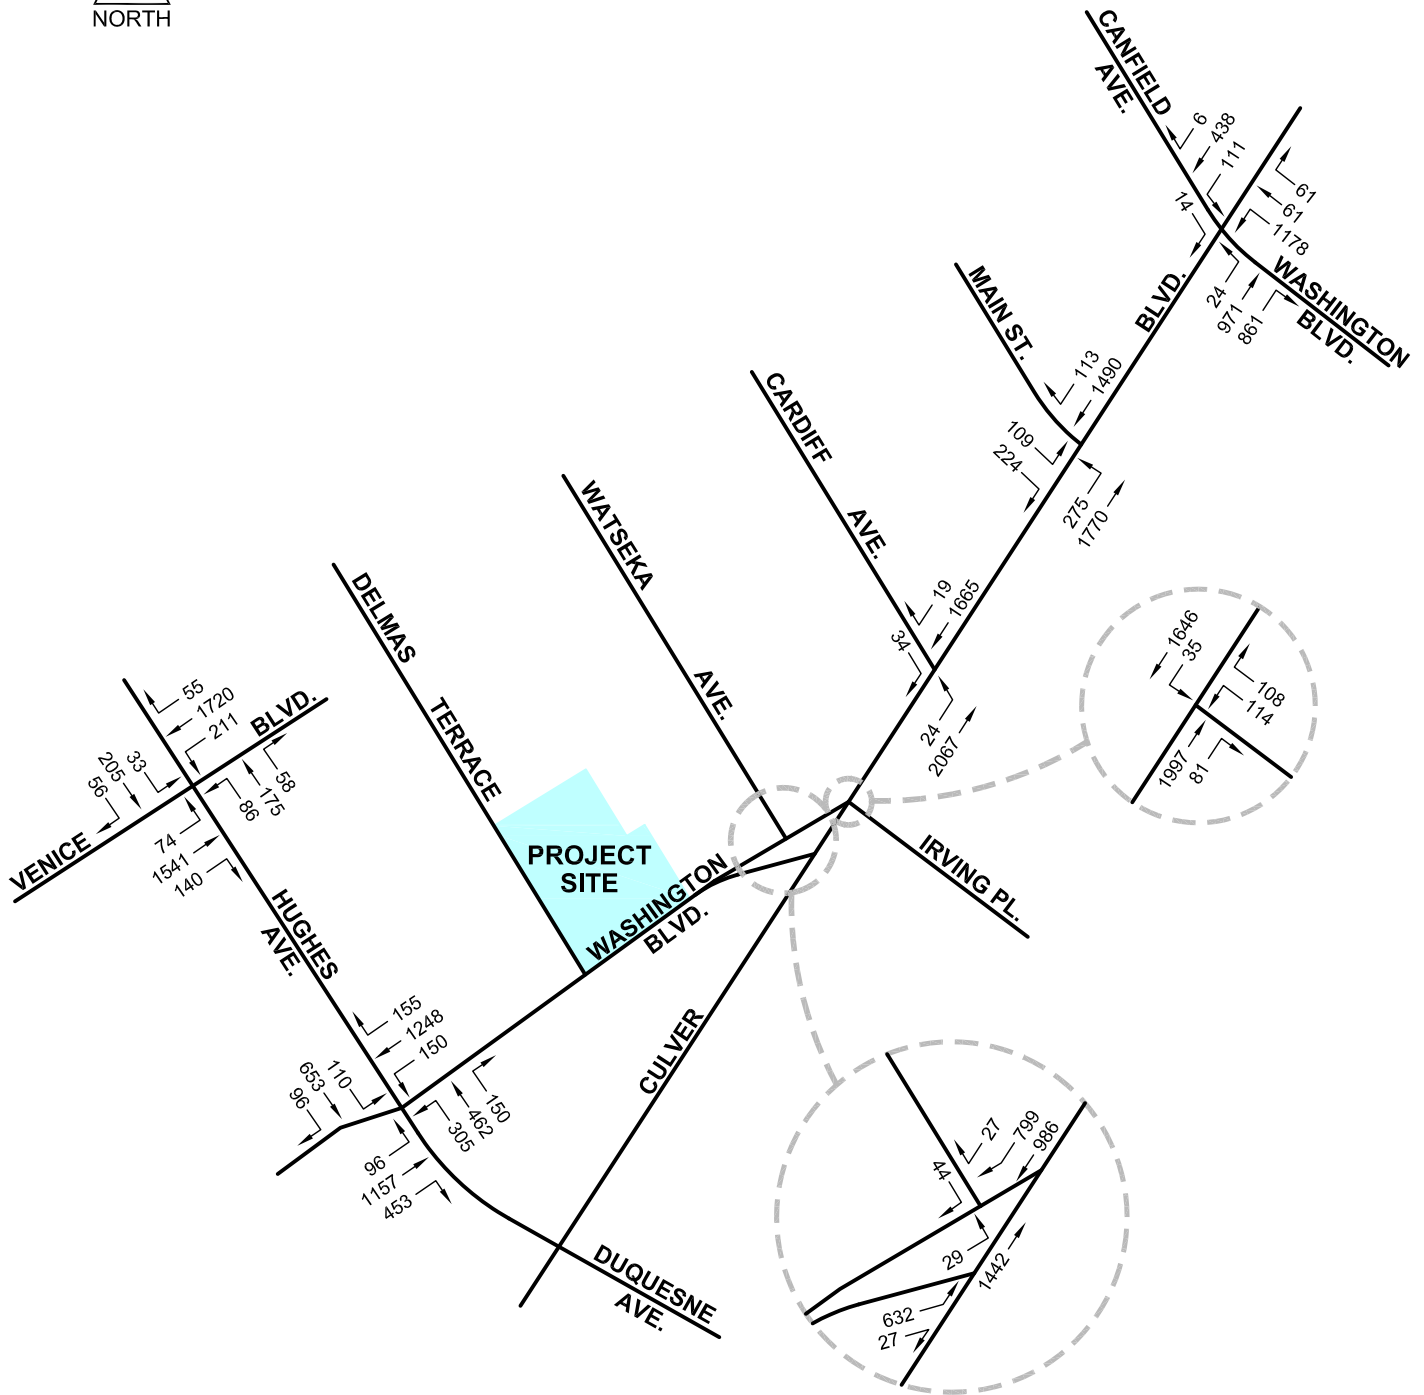 NORTH
CANFIELD
AVE.
6
438
111
14
61
61
1178
24
971
861
WASHINGTON
BLVD.
BLVD.
MAIN ST.
113
1490
109
224
275
1770
CARDIFF
AVE.
19
1665
34
24
2067
WATSEKA
AVE.
DELMAS
TERRACE
1646
35
108
114
1997
81
55
1720
211
BLVD.
33
205
56
58
175
86
VENICE
74
1541
140
HUGHES
AVE.
PROJECT
SITE
WASHINGTON
BLVD.
IRVING PL.
CULVER
155
1248
150
110
653
96
150
462
305
96
1157
453
DUQUESNE
AVE.
27
799
986
44
29
1442
632
27